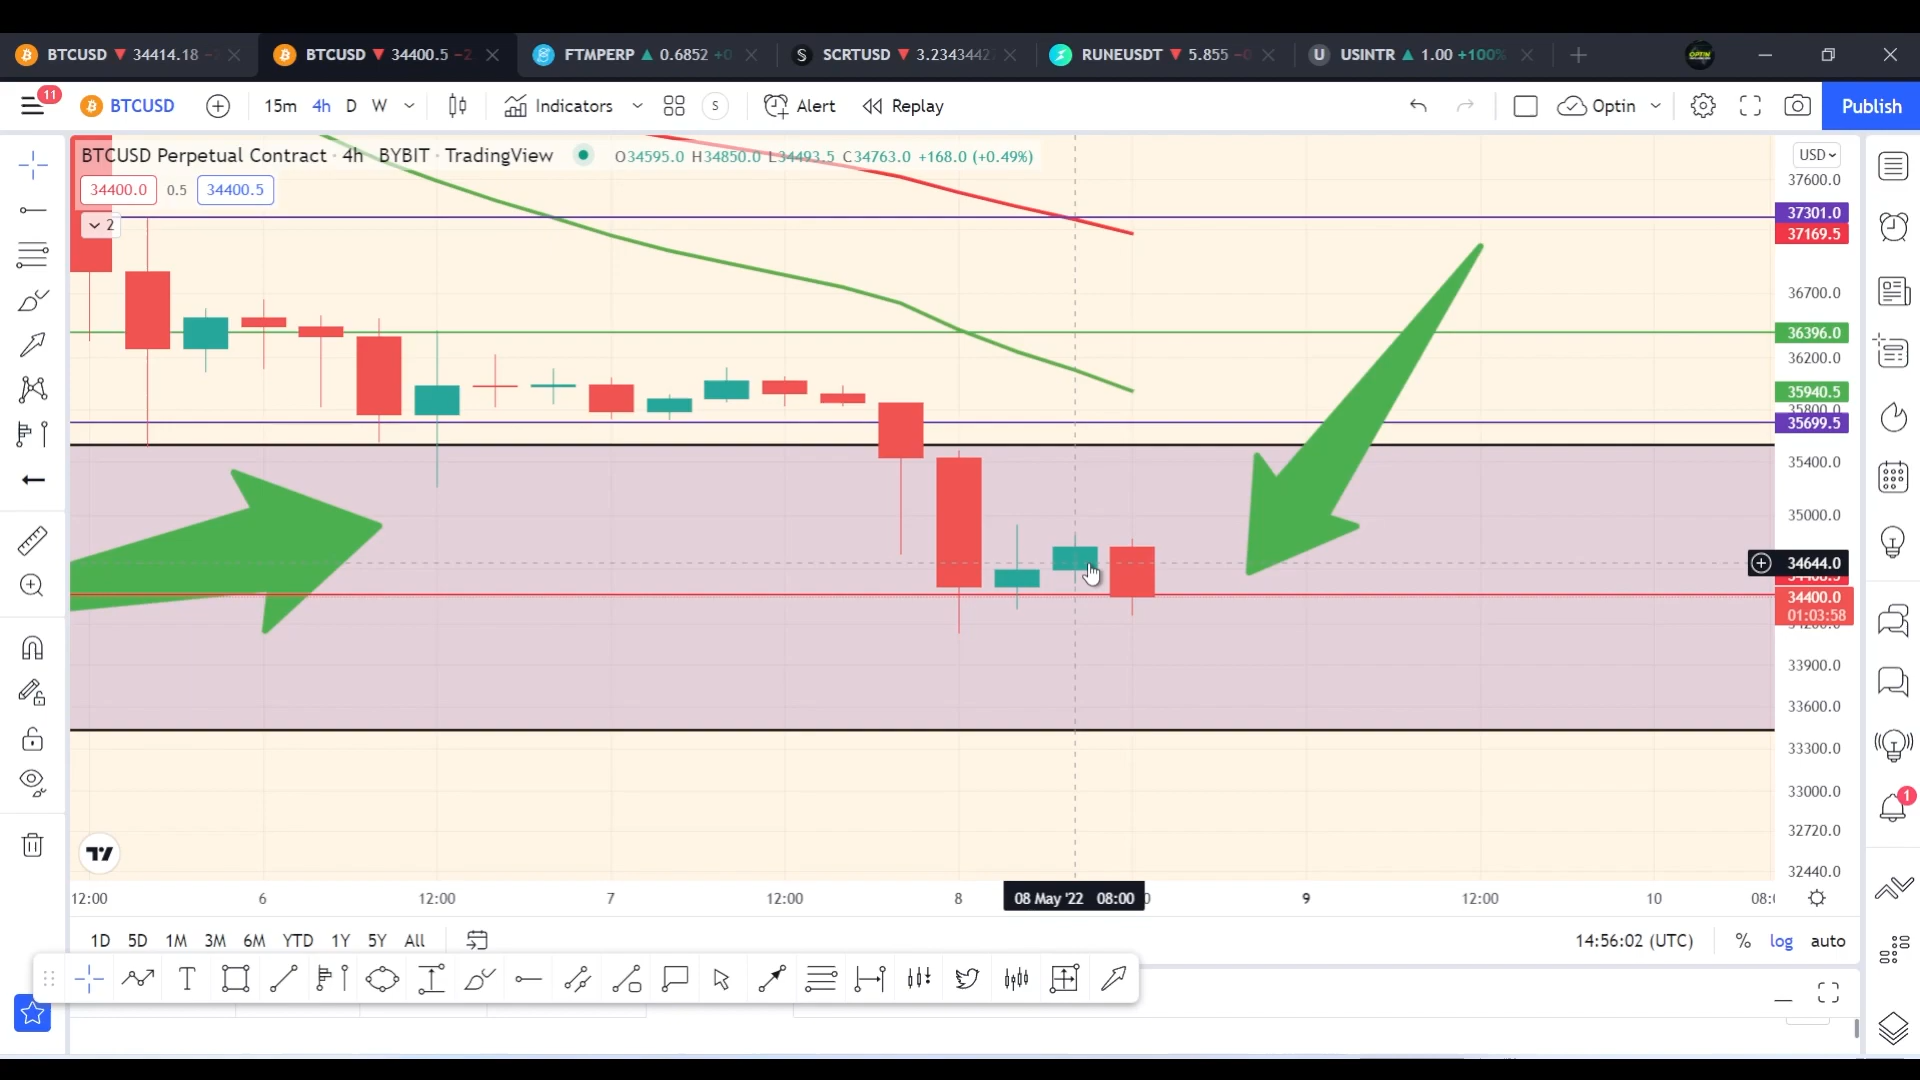 BTCUSD 34414.18
BTCUSD 34400.5 −2
FTMPERP 0.6852 +0
SCRTUSD 3.2343442
RUNEUSDT 5.855 −0
USINTR 1.00 +100%
11
BTCUSD
15m 4h D W
Indicators
S
Alert
Replay
Optin
Publish
BTCUSD Perpetual Contract · 4h · BYBIT · TradingView
O34595.0 H34850.0 L34493.5 C34763.0 +168.0 (+0.49%)
USD
34400.0 0.5 34400.5
2
37600.0
37301.0
37169.5
36700.0
36396.0
36200.0
35940.5
35800.0
35699.5
35400.0
35000.0
34644.0
34400.0
01:03:58
33900.0
33600.0
33300.0
33000.0
32720.0
32440.0
1
12:00 6 12:00 7 12:00 8 08 May '22 08:00 9 12:00 10
1D 5D 1M 3M 6M YTD 1Y 5Y All
14:56:02 (UTC) % log auto